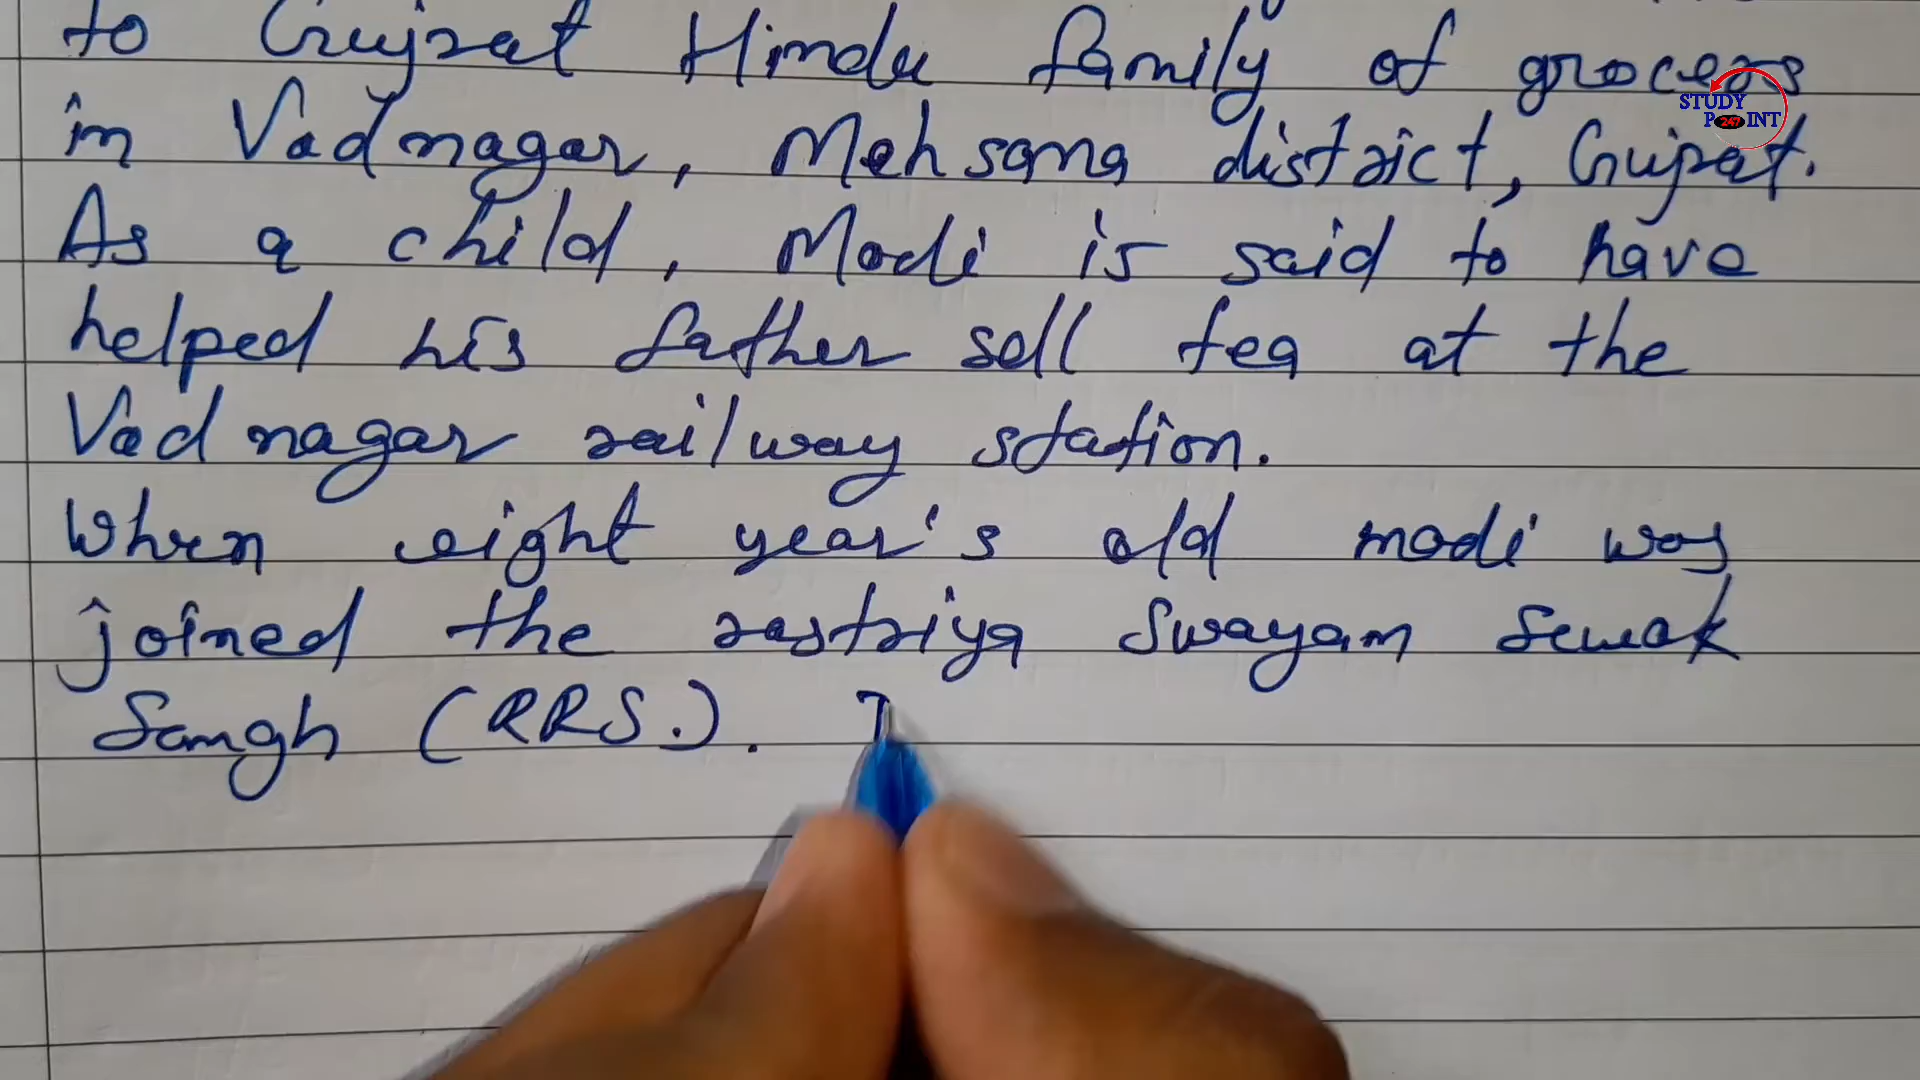 to Gujrat Hindu family of grocers
in Vadnagar, Mehsana district, Gujrat.
As a child, Modi is said to have
helped his father sell tea at the
Vadnagar railway station.
When eight year's old modi was
joined the rastriya Swayam Sewak
Sangh (RRS.).
STUDY
P247INT